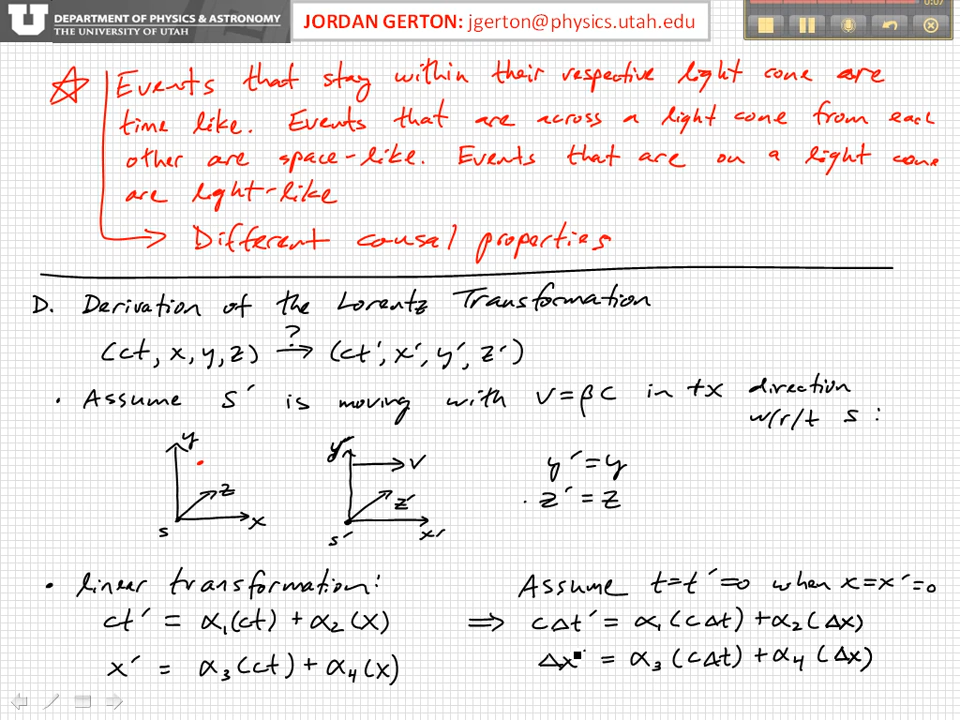 DEPARTMENT OF PHYSICS & ASTRONOMY
THE UNIVERSITY OF UTAH
JORDAN GERTON: jgerton@physics.utah.edu
0:07
Events that stay within their respective light cone are
time like. Events that are across a light cone from each
other are space-like. Events that are on a light cone
are light-like
→ Different causal properties
D. Derivation of the Lorentz Transformation
(ct, x, y, z) ?⇒ (ct′, x′, y′, z′)
• Assume S′ is moving with v = βc in +x direction
w/r/t S:
y
z
x
S
y′
v
z′
x′
S′
y′ = y
z′ = z
• linear transformation:
ct′ = α₁(ct) + α₂(x)
x′ = α₃(ct) + α₄(x)
Assume t=t′=0 when x=x′=0
⇒ cΔt′ = α₁(cΔt) + α₂(Δx)
Δx′ = α₃(cΔt) + α₄(Δx)